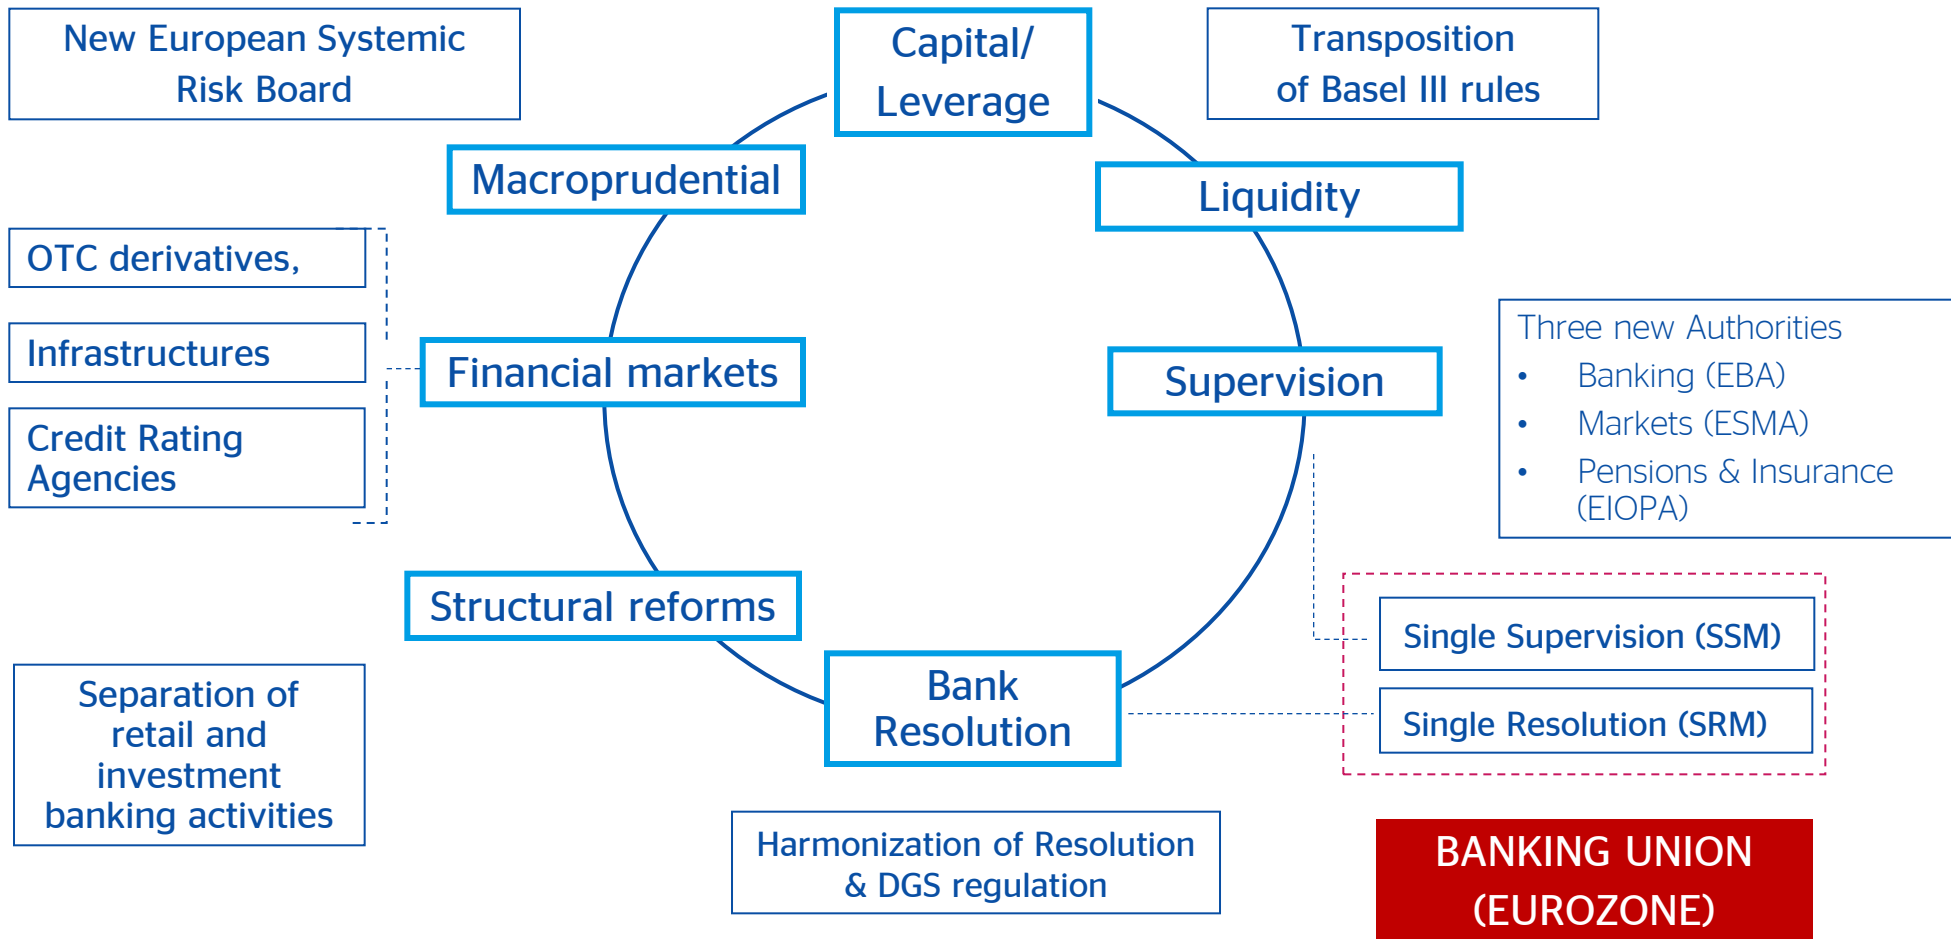 New European Systemic
Risk Board
Capital/
Leverage
Transposition
of Basel III rules
Macroprudential
Liquidity
OTC derivatives,
Infrastructures
Credit Rating
Agencies
Financial markets
Supervision
Three new Authorities
• Banking (EBA)
• Markets (ESMA)
• Pensions & Insurance
(EIOPA)
Structural reforms
Single Supervision (SSM)
Single Resolution (SRM)
Bank
Resolution
Separation of
retail and
investment
banking activities
Harmonization of Resolution
& DGS regulation
BANKING UNION
(EUROZONE)